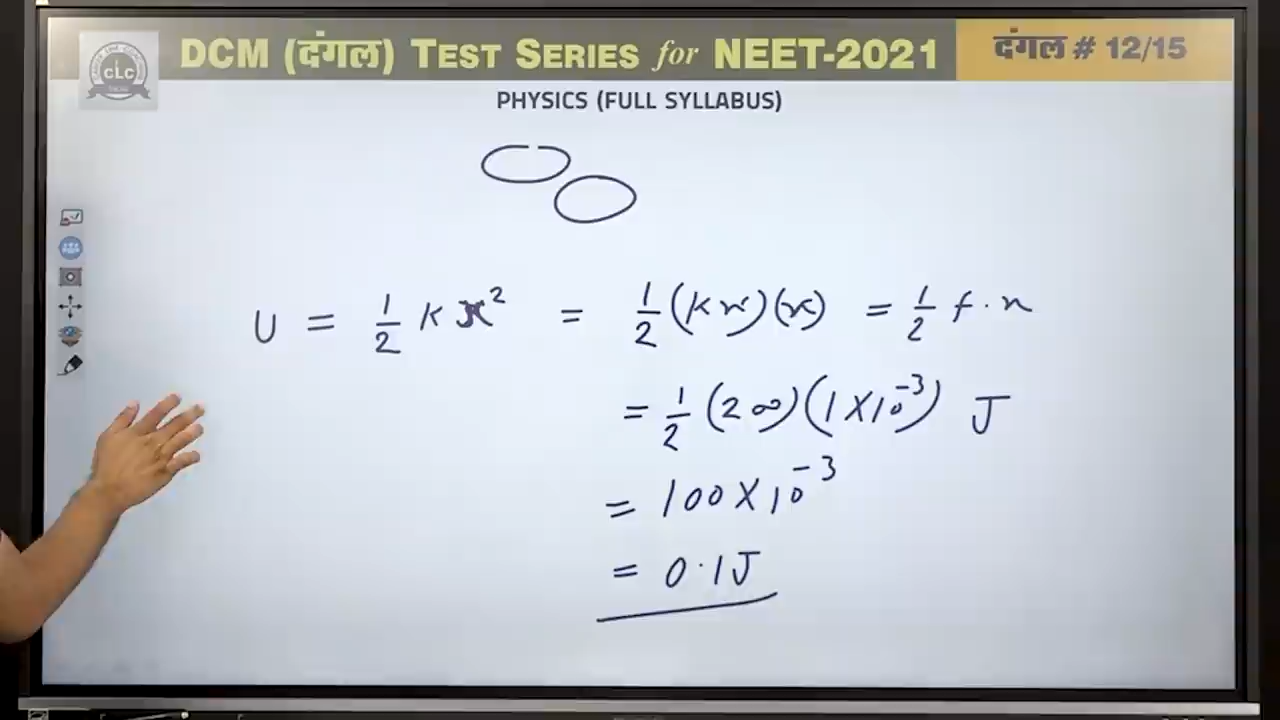 CLC
DCM (दंगल) TEST SERIES for NEET-2021
दंगल # 12/15
PHYSICS (FULL SYLLABUS)
U = 1/2 K x² = 1/2 (Kx)(x) = 1/2 F·x
= 1/2 (200)(1×10⁻³) J
= 100×10⁻³
= 0.1J